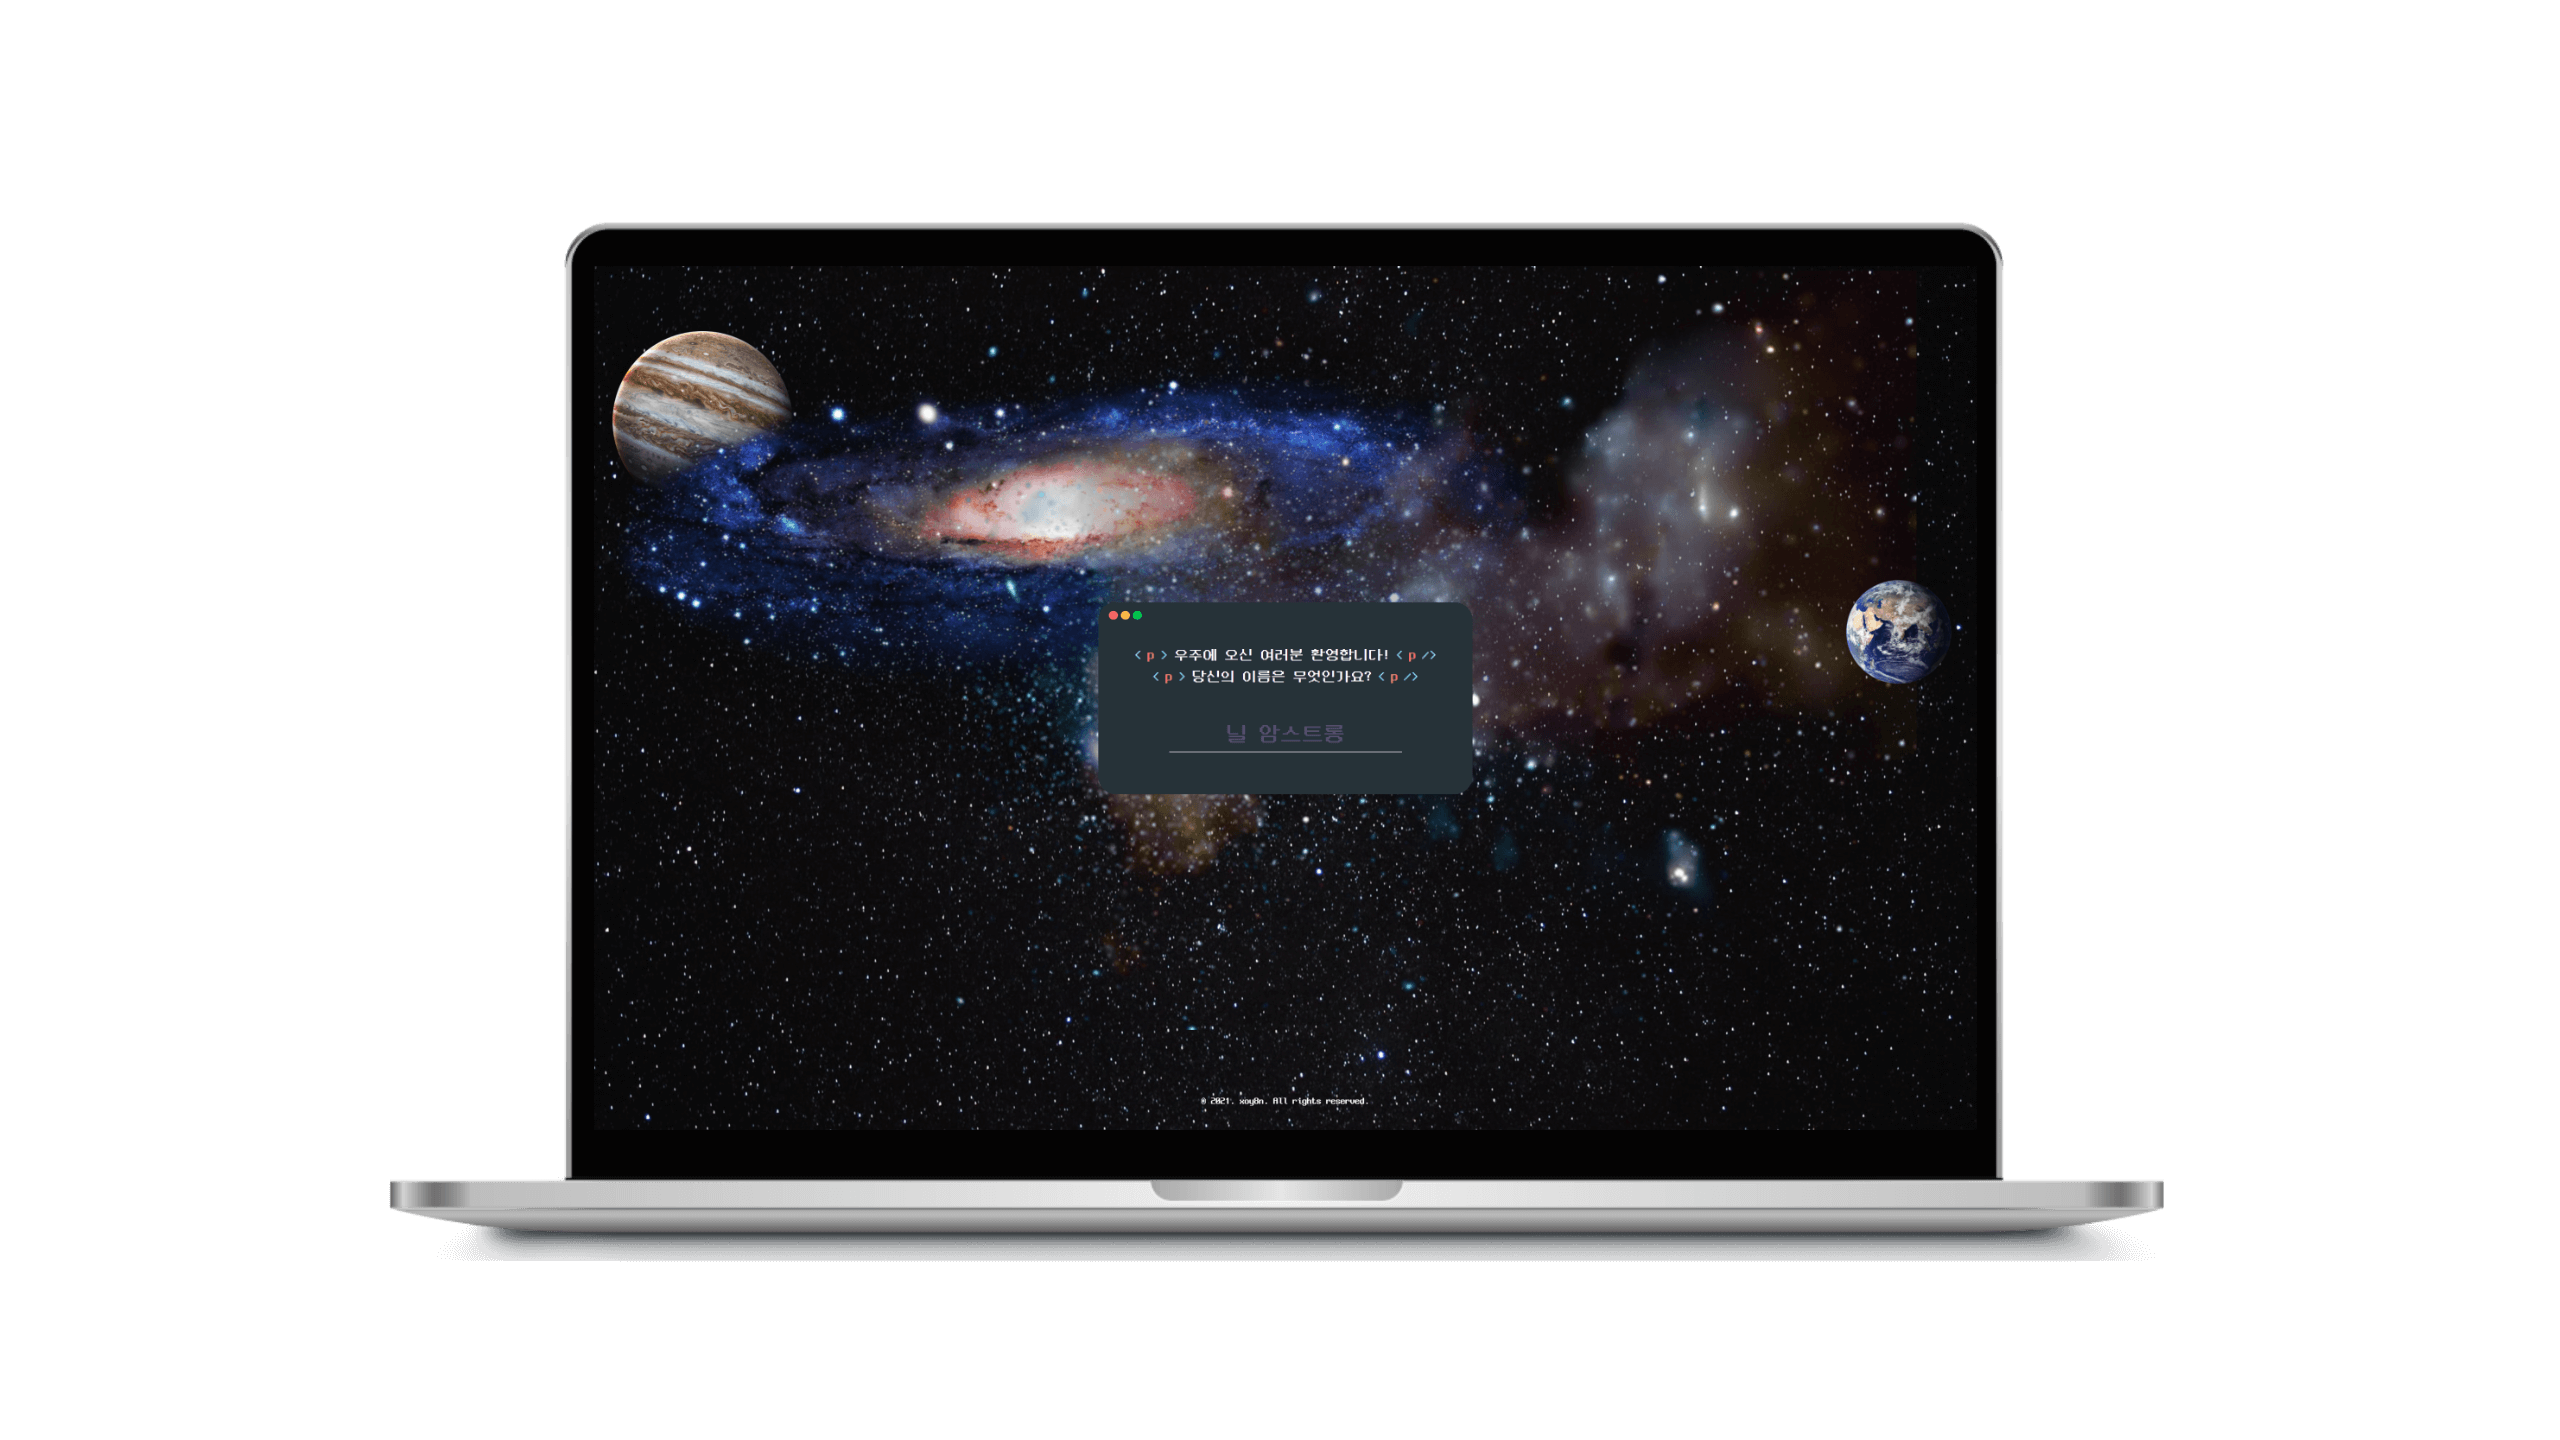 < p > 우주에 오신 여러분 환영합니다! < p />
< p > 당신의 이름은 무엇인가요? < p />
닐 암스트롱
© 2021. xoy0n. All rights reserved.